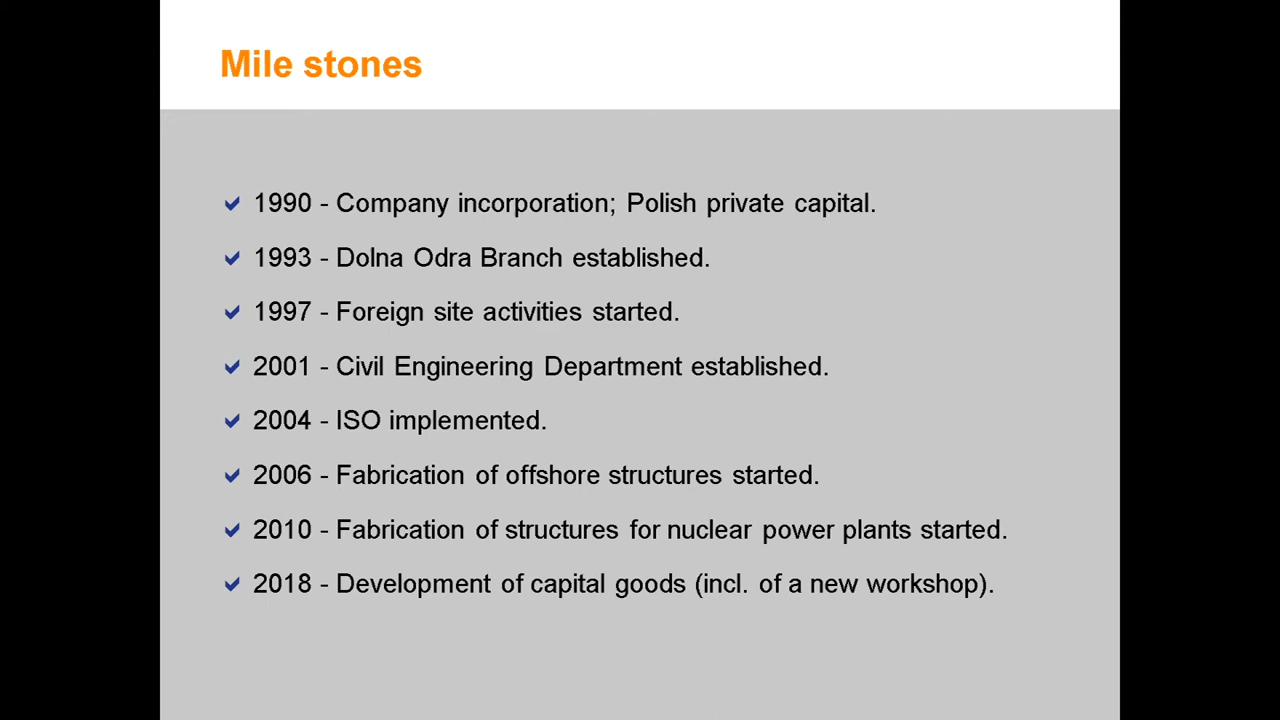 Mile stones
1990 - Company incorporation; Polish private capital.
1993 - Dolna Odra Branch established.
1997 - Foreign site activities started.
2001 - Civil Engineering Department established.
2004 - ISO implemented.
2006 - Fabrication of offshore structures started.
2010 - Fabrication of structures for nuclear power plants started.
2018 - Development of capital goods (incl. of a new workshop).